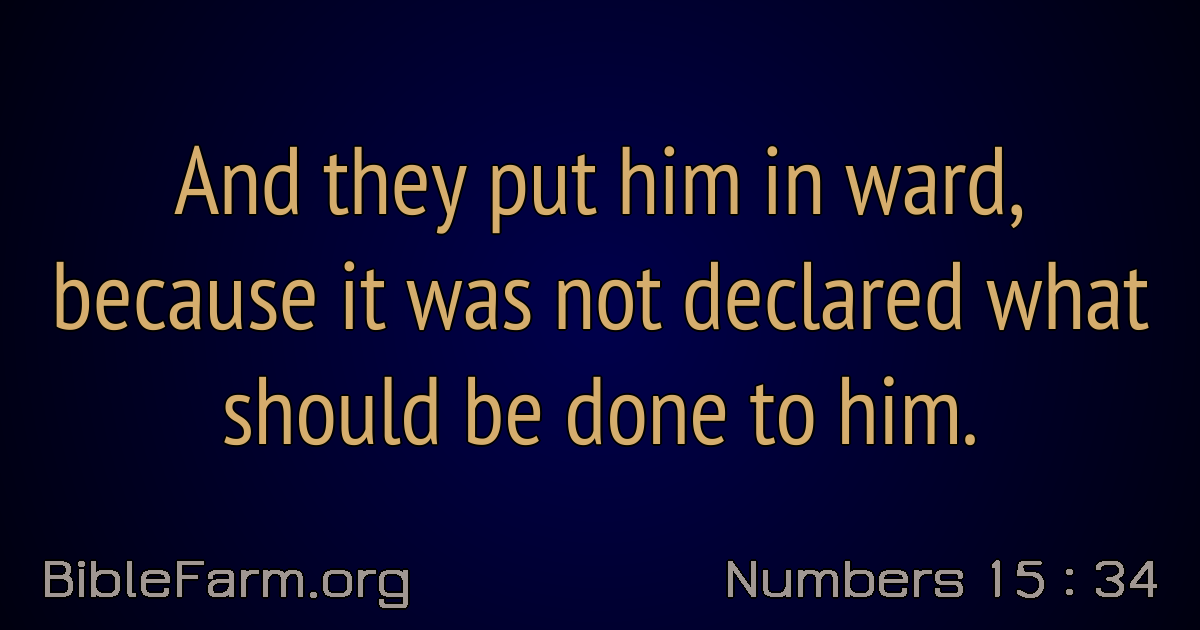 And they put him in ward,
because it was not declared what
should be done to him.
BibleFarm.org
Numbers 15 : 34